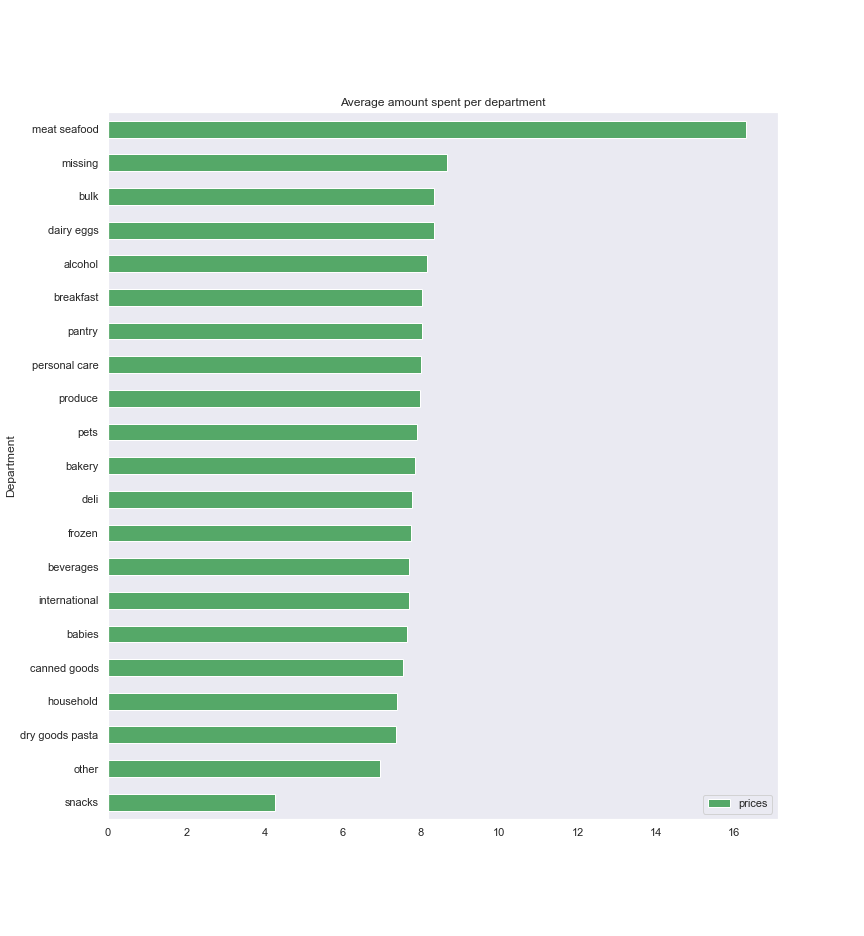 Average amount spent per department
meat seafood
missing
bulk
dairy eggs
alcohol
breakfast
pantry
personal care
produce
pets
bakery
deli
frozen
beverages
international
babies
canned goods
household
dry goods pasta
other
snacks
Department
prices
0 2 4 6 8 10 12 14 16